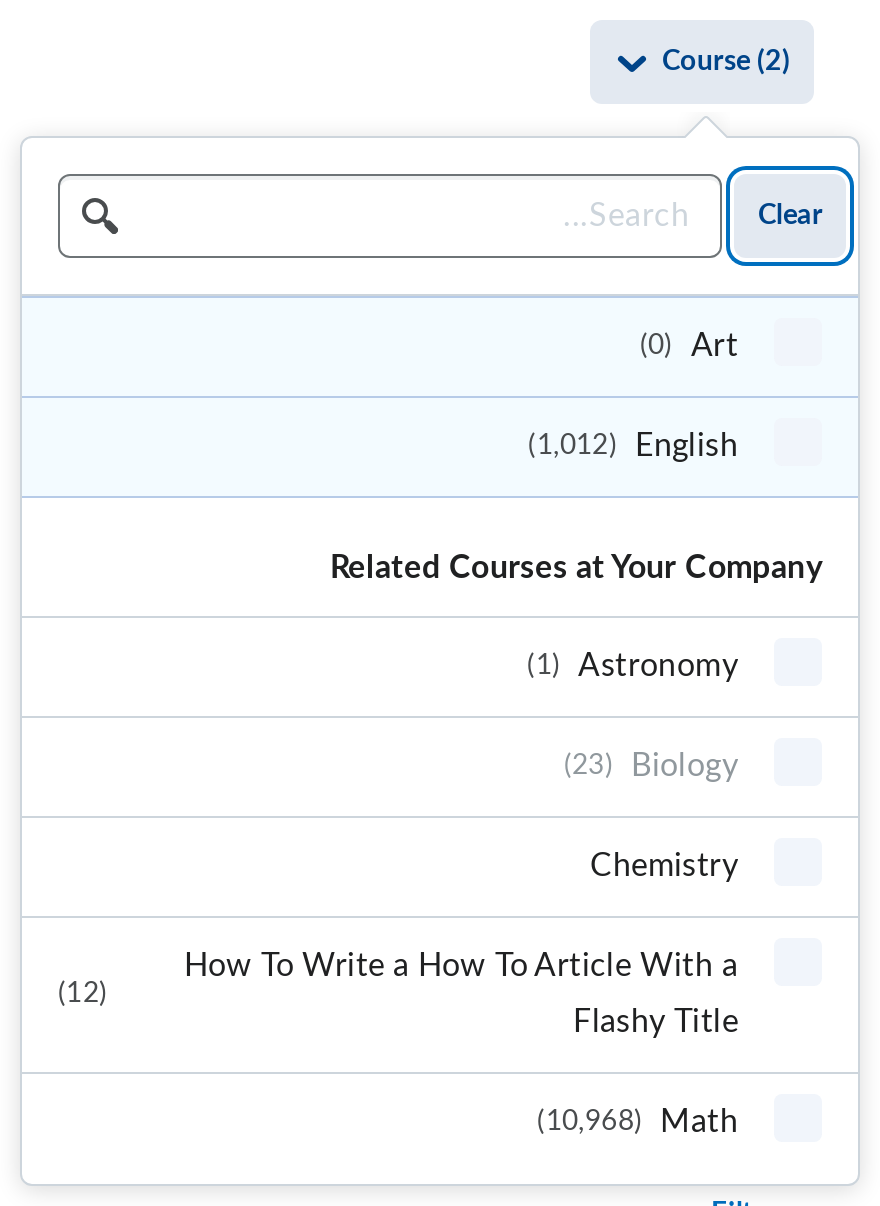 Course (2)
Search...
Clear
Art (0)
English (1,012)
Related Courses at Your Company
Astronomy (1)
Biology (23)
Chemistry
How To Write a How To Article With a
Flashy Title
(12)
Math (10,968)